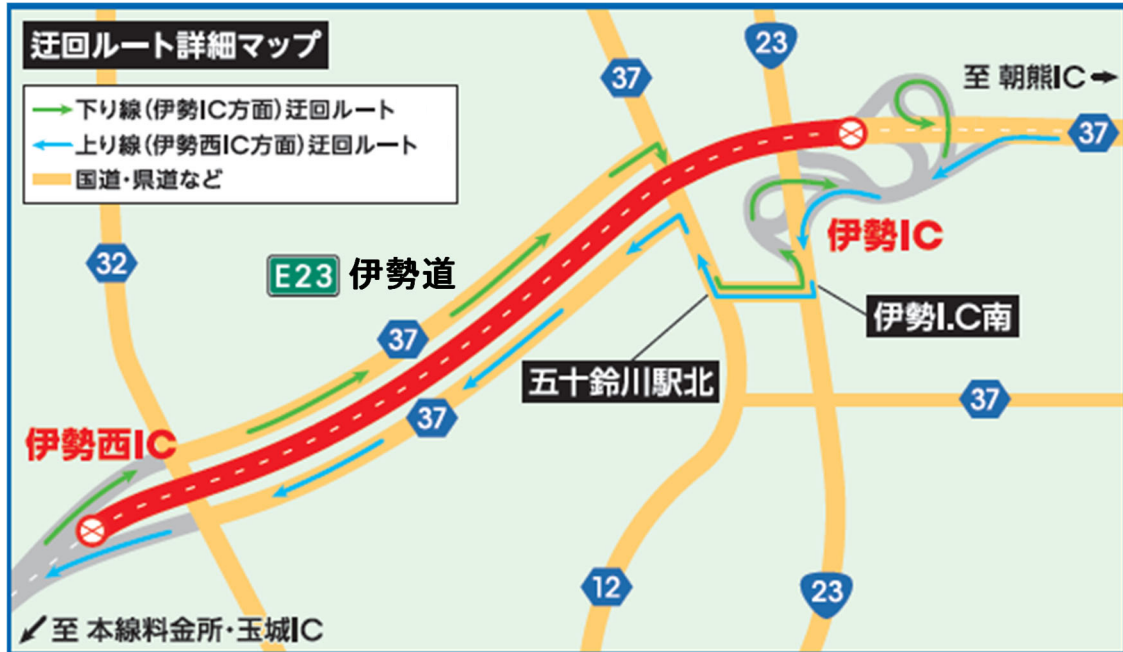 迂回ルート詳細マップ
下り線(伊勢IC方面)迂回ルート
上り線(伊勢西IC方面)迂回ルート
国道・県道など
37
23
至 朝熊IC
37
32
E23 伊勢道
伊勢IC
伊勢I.C南
37
五十鈴川駅北
37
37
伊勢西IC
12
23
至 本線料金所・玉城IC